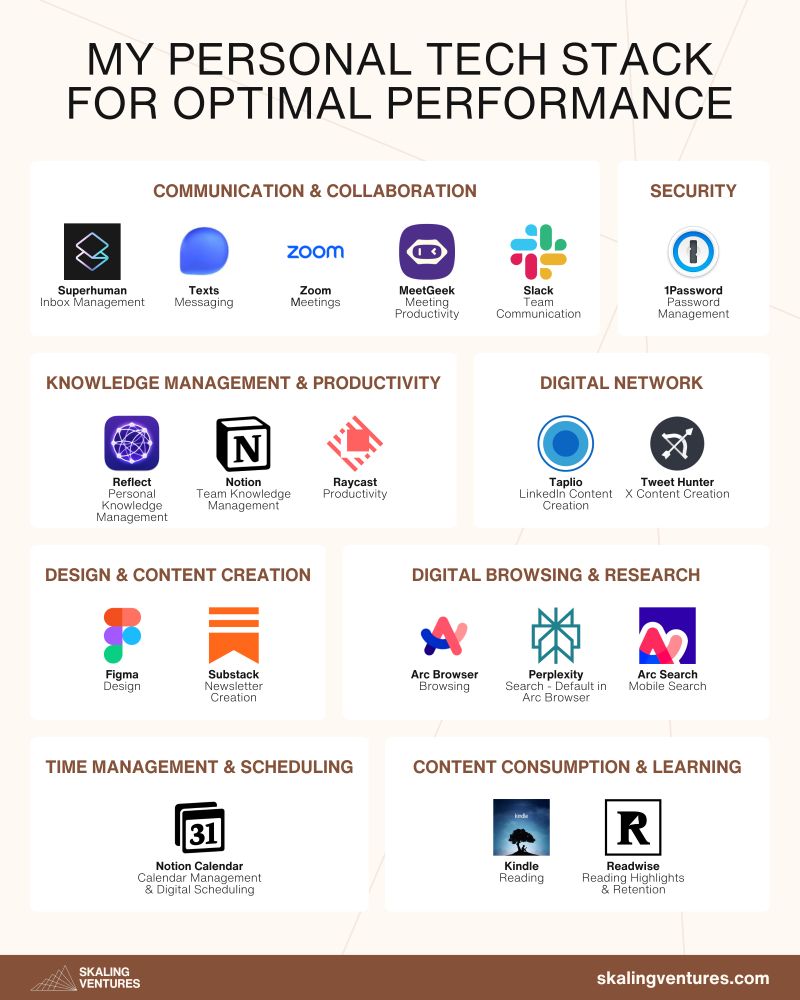 MY PERSONAL TECH STACK
FOR OPTIMAL PERFORMANCE
COMMUNICATION & COLLABORATION
Superhuman
Inbox Management
Texts
Messaging
zoom
Zoom
Meetings
MeetGeek
Meeting
Productivity
Slack
Team
Communication
SECURITY
1Password
Password
Management
KNOWLEDGE MANAGEMENT & PRODUCTIVITY
Reflect
Personal
Knowledge
Management
N
Notion
Team Knowledge
Management
Raycast
Productivity
DIGITAL NETWORK
Taplio
LinkedIn Content
Creation
Tweet Hunter
X Content Creation
DESIGN & CONTENT CREATION
Figma
Design
Substack
Newsletter
Creation
DIGITAL BROWSING & RESEARCH
Arc Browser
Browsing
Perplexity
Search - Default in
Arc Browser
Arc Search
Mobile Search
TIME MANAGEMENT & SCHEDULING
31
Notion Calendar
Calendar Management
& Digital Scheduling
CONTENT CONSUMPTION & LEARNING
kindle
Kindle
Reading
R
Readwise
Reading Highlights
& Retention
SKALING
VENTURES
skalingventures.com